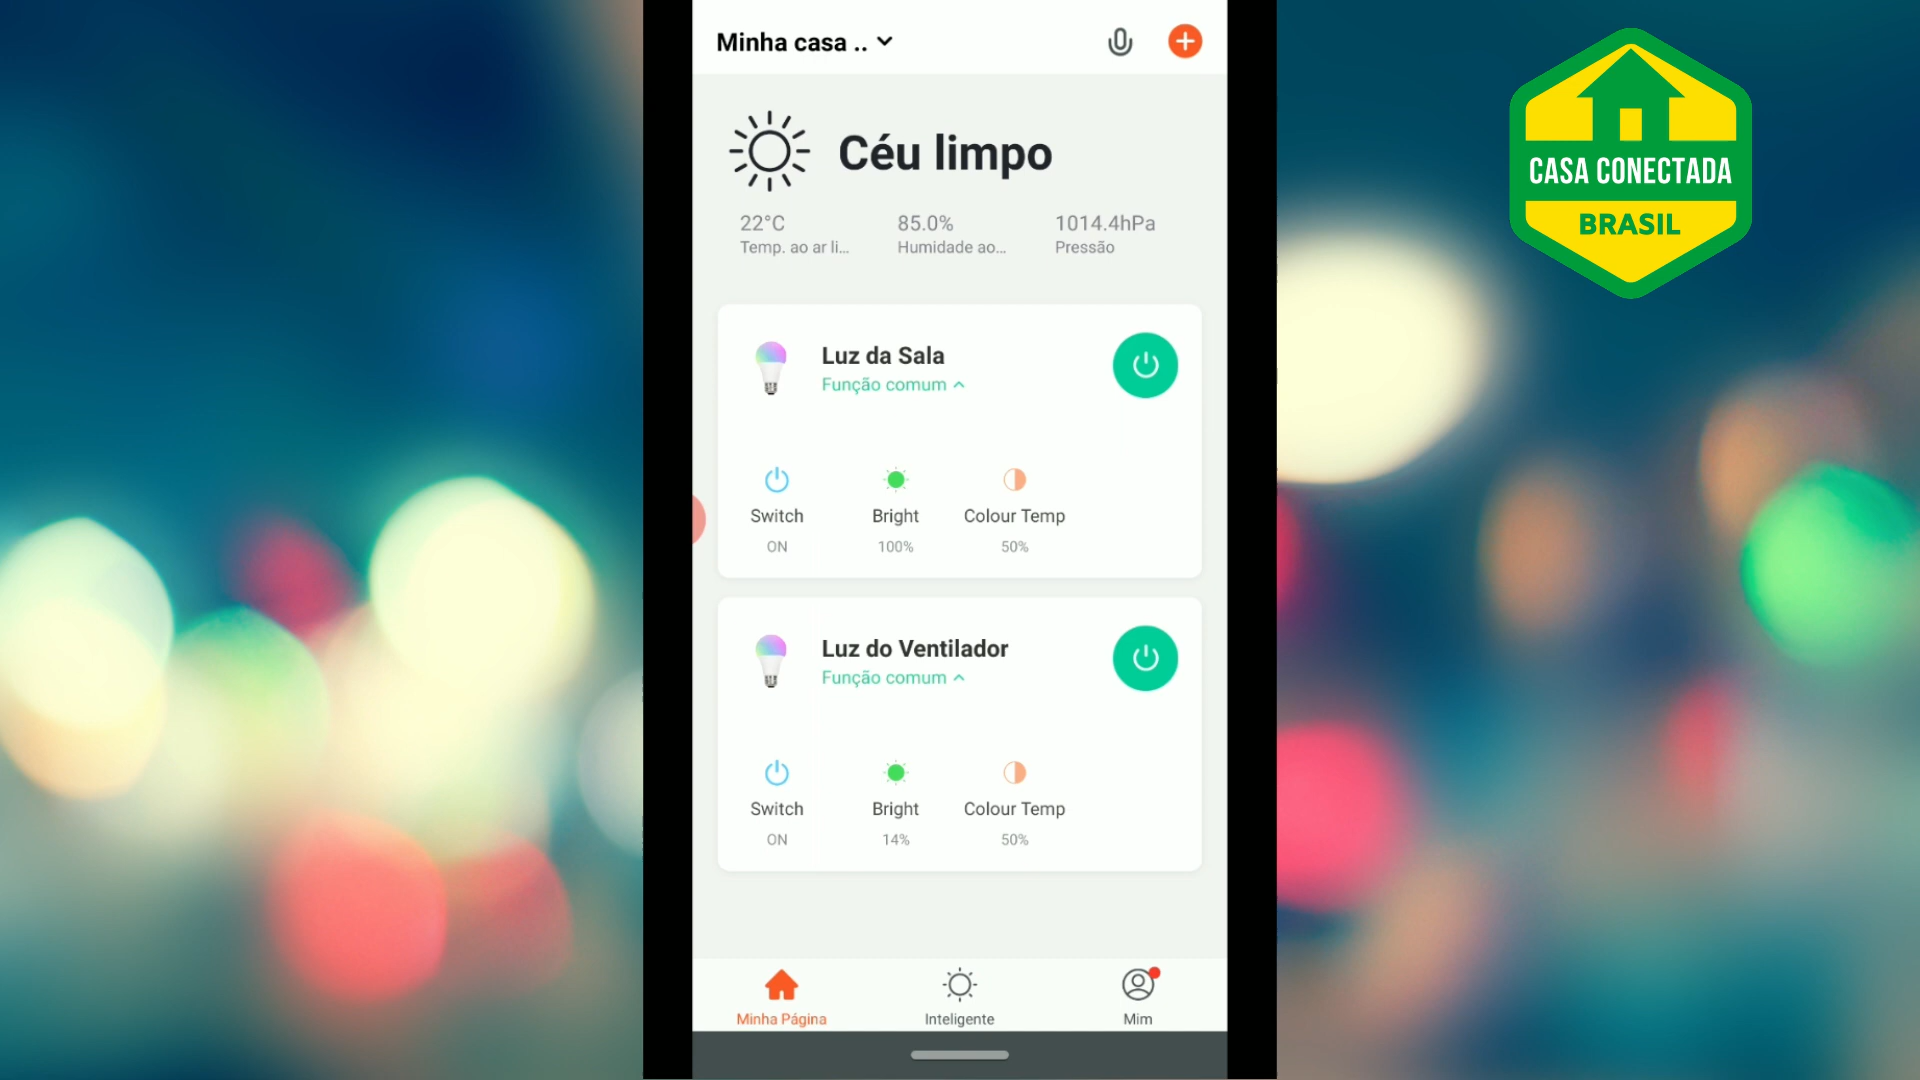 Minha casa ..
Céu limpo
22°C
85.0%
1014.4hPa
Temp. ao ar li...
Humidade ao...
Pressão
Luz da Sala
Função comum
Switch
Bright
Colour Temp
ON
100%
50%
Luz do Ventilador
Função comum
Switch
Bright
Colour Temp
ON
14%
50%
Minha Página
Inteligente
Mim
CASA CONECTADA
BRASIL